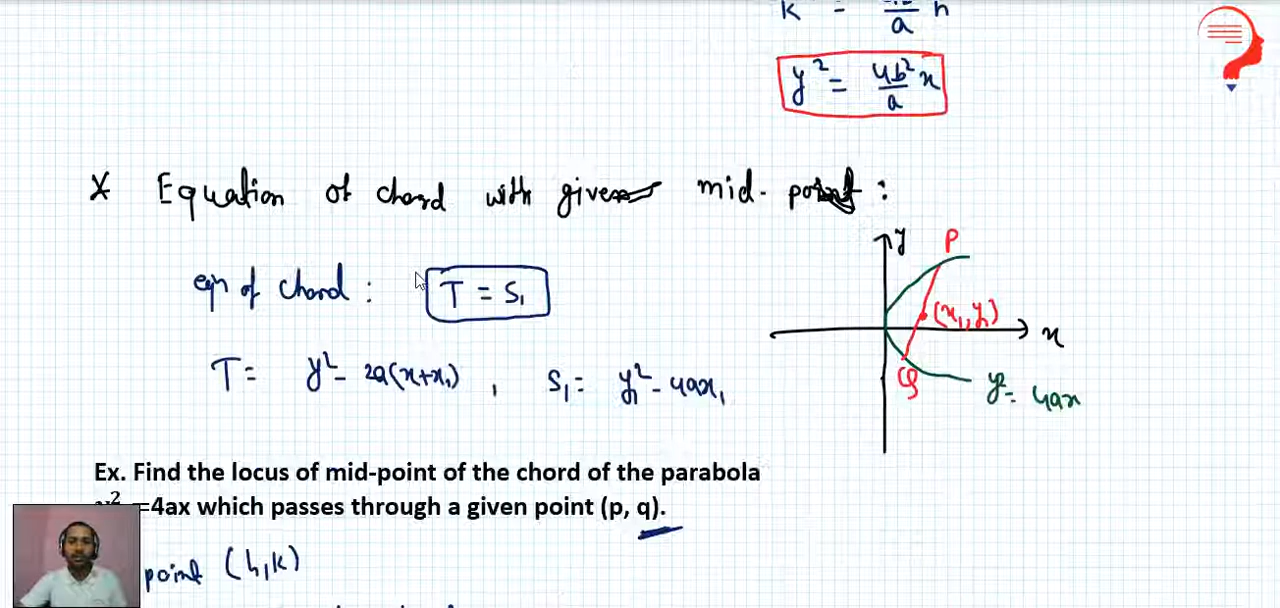 k = h
a
y² = 4b²/a x
* Equation of chord with given mid-point :
y
P
eqn of chord : T = S₁
(x₁, y₁)
x
T = y² - 2a(x+x₁) , S₁ = y₁² - 4ax₁
Q
y² = 4ax
Ex. Find the locus of mid-point of the chord of the parabola
=4ax which passes through a given point (p, q).
point (h, k)